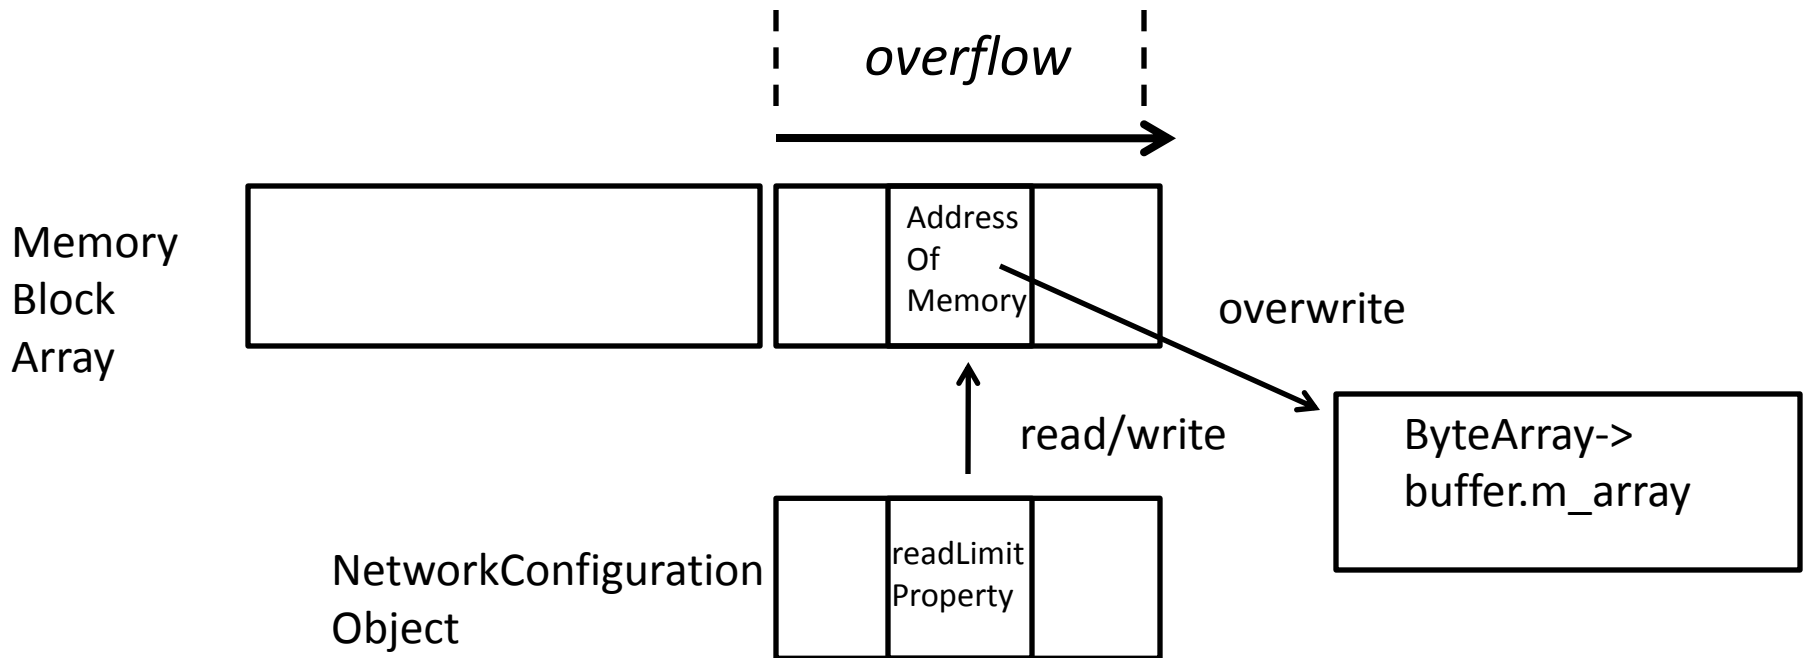 overflow
Memory
Block
Array
Address
Of
Memory
overwrite
read/write
ByteArray->
buffer.m_array
NetworkConfiguration
Object
readLimit
Property